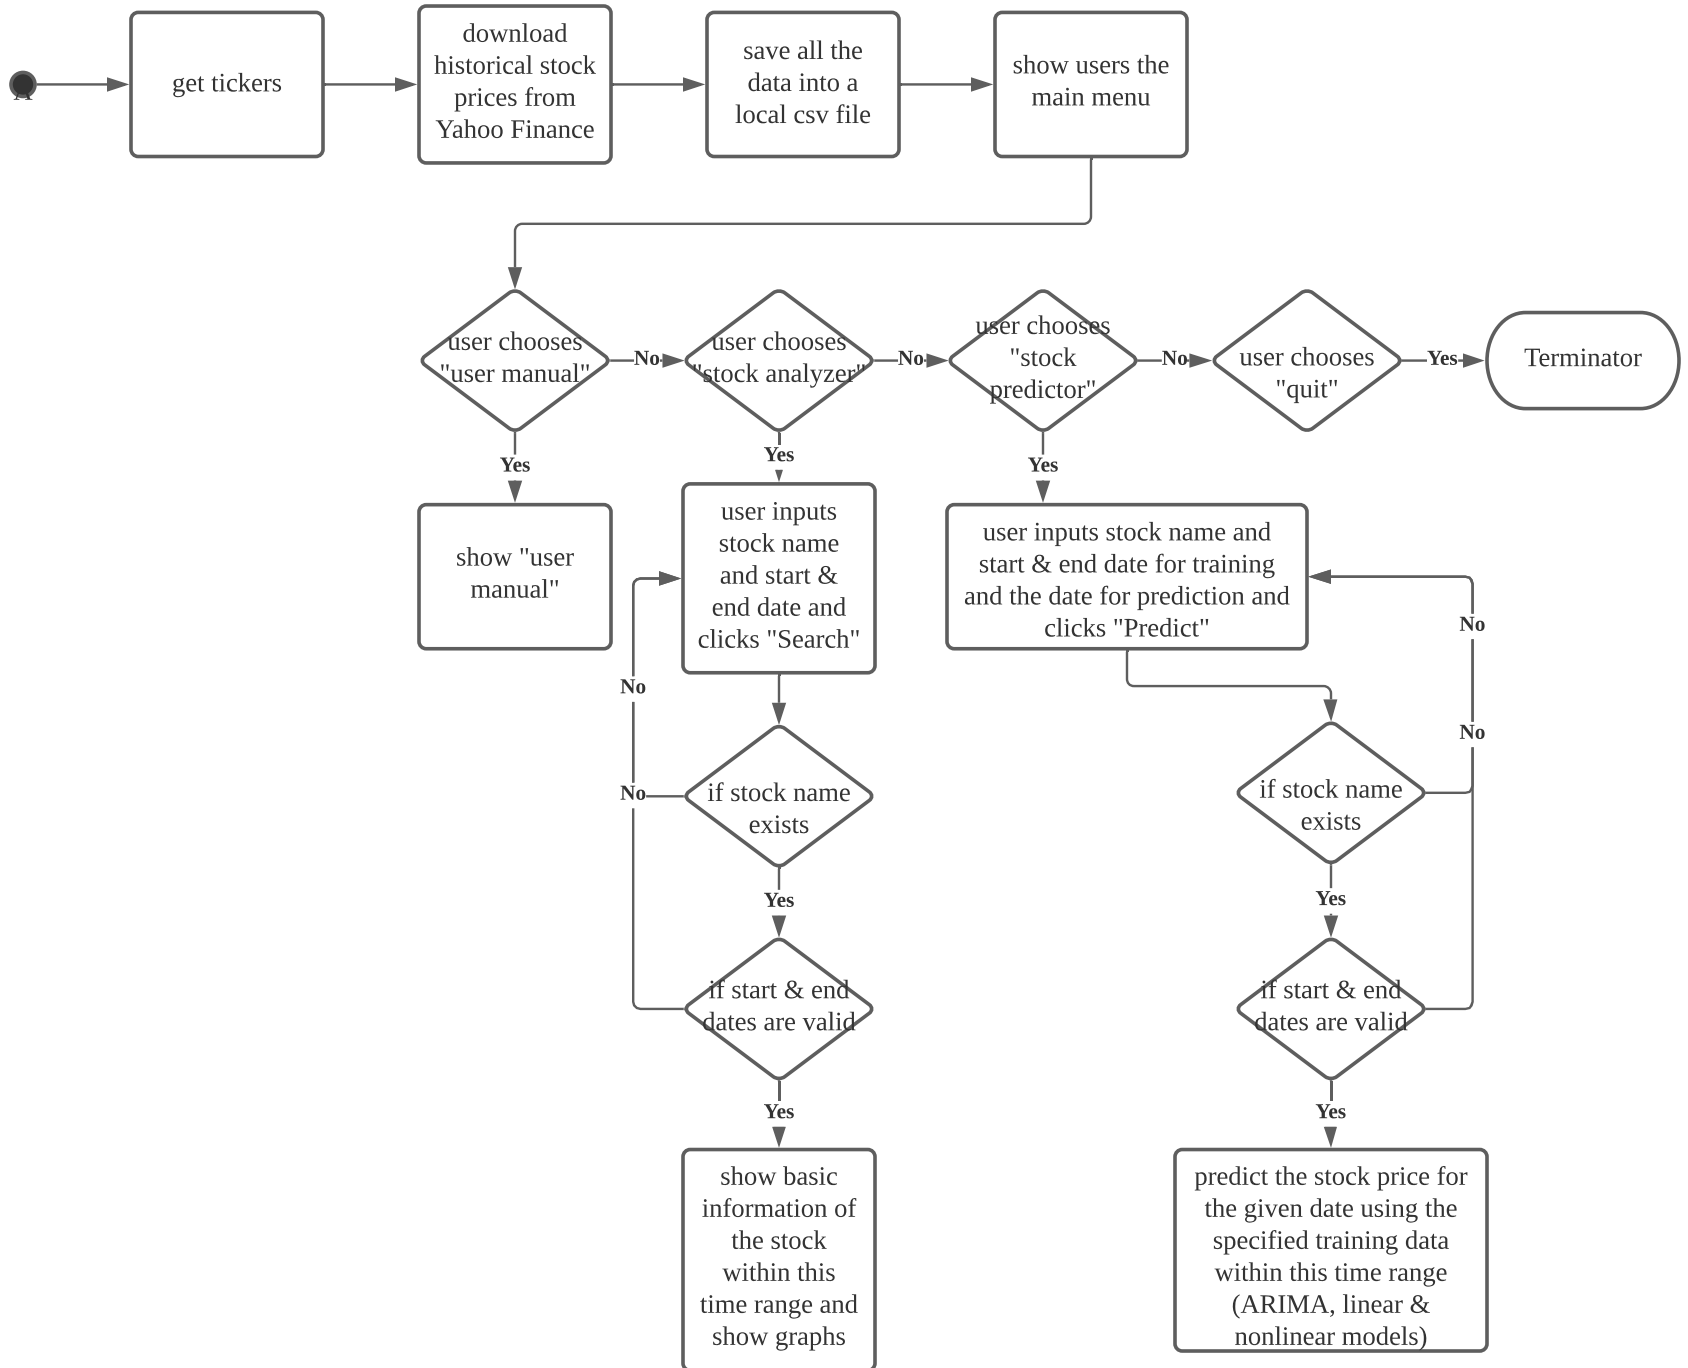 A
get tickers
download
historical stock
prices from
Yahoo Finance
save all the
data into a
local csv file
show users the
main menu
user chooses
"user manual"
No
user chooses
"stock analyzer"
No
user chooses
"stock
predictor"
No
user chooses
"quit"
Yes
Terminator
Yes
Yes
Yes
show "user
manual"
user inputs
stock name
and start &
end date and
clicks "Search"
user inputs stock name and
start & end date for training
and the date for prediction and
clicks "Predict"
No
No
No
No
if stock name
exists
if stock name
exists
Yes
Yes
if start & end
dates are valid
if start & end
dates are valid
Yes
Yes
show basic
information of
the stock
within this
time range and
show graphs
predict the stock price for
the given date using the
specified training data
within this time range
(ARIMA, linear &
nonlinear models)